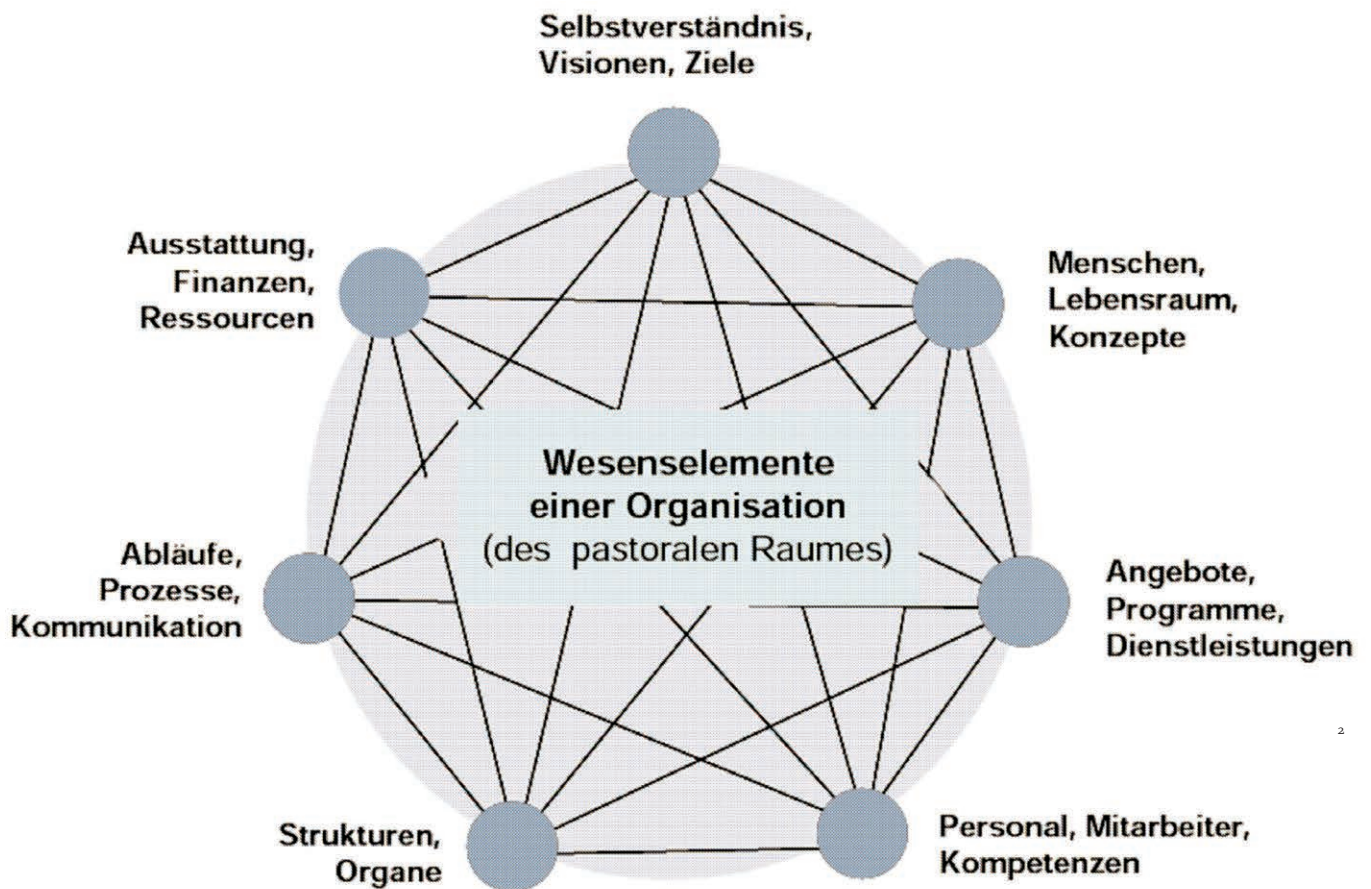 Selbstverständnis,
Visionen, Ziele
Ausstattung,
Finanzen,
Ressourcen
Menschen,
Lebensraum,
Konzepte
Wesenselemente
einer Organisation
(des pastoralen Raumes)
Abläufe,
Prozesse,
Kommunikation
Angebote,
Programme,
Dienstleistungen
2
Strukturen,
Organe
Personal, Mitarbeiter,
Kompetenzen